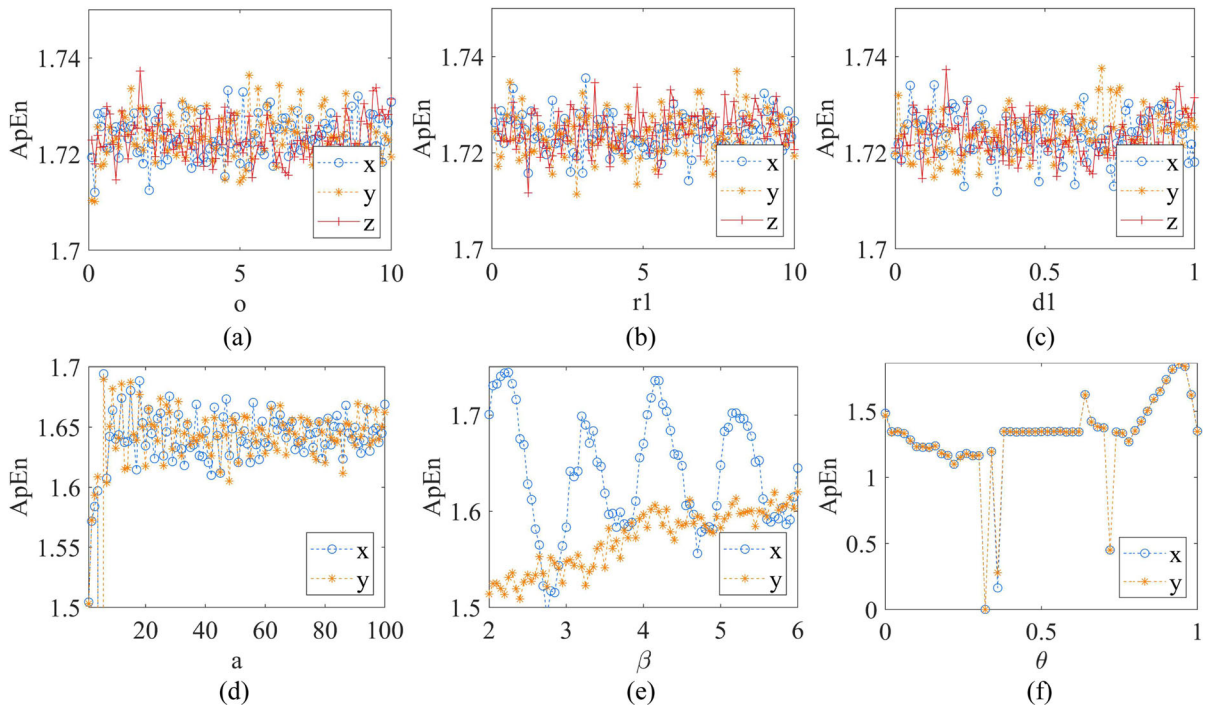 ApEn
1.74
1.72
1.7
0
5
10
o
x
y
z
(a)
ApEn
1.74
1.72
1.7
0
5
10
r1
x
y
z
(b)
ApEn
1.74
1.72
1.7
0
0.5
1
d1
x
y
z
(c)
ApEn
1.7
1.65
1.6
1.55
1.5
20
40
60
80
100
a
x
y
(d)
ApEn
1.7
1.6
1.5
2
3
4
5
6
β
x
y
(e)
ApEn
1.5
1
0.5
0
0
0.5
1
θ
x
y
(f)